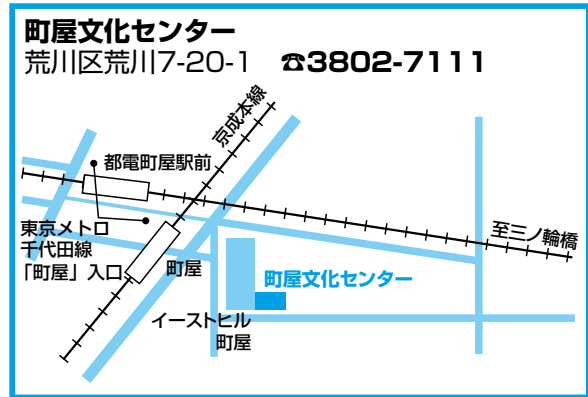 町屋文化センター
荒川区荒川7-20-1 ☎3802-7111
京成本線
都電町屋駅前
東京メトロ
千代田線
「町屋」入口
町屋
至三ノ輪橋
町屋文化センター
イーストヒル
町屋